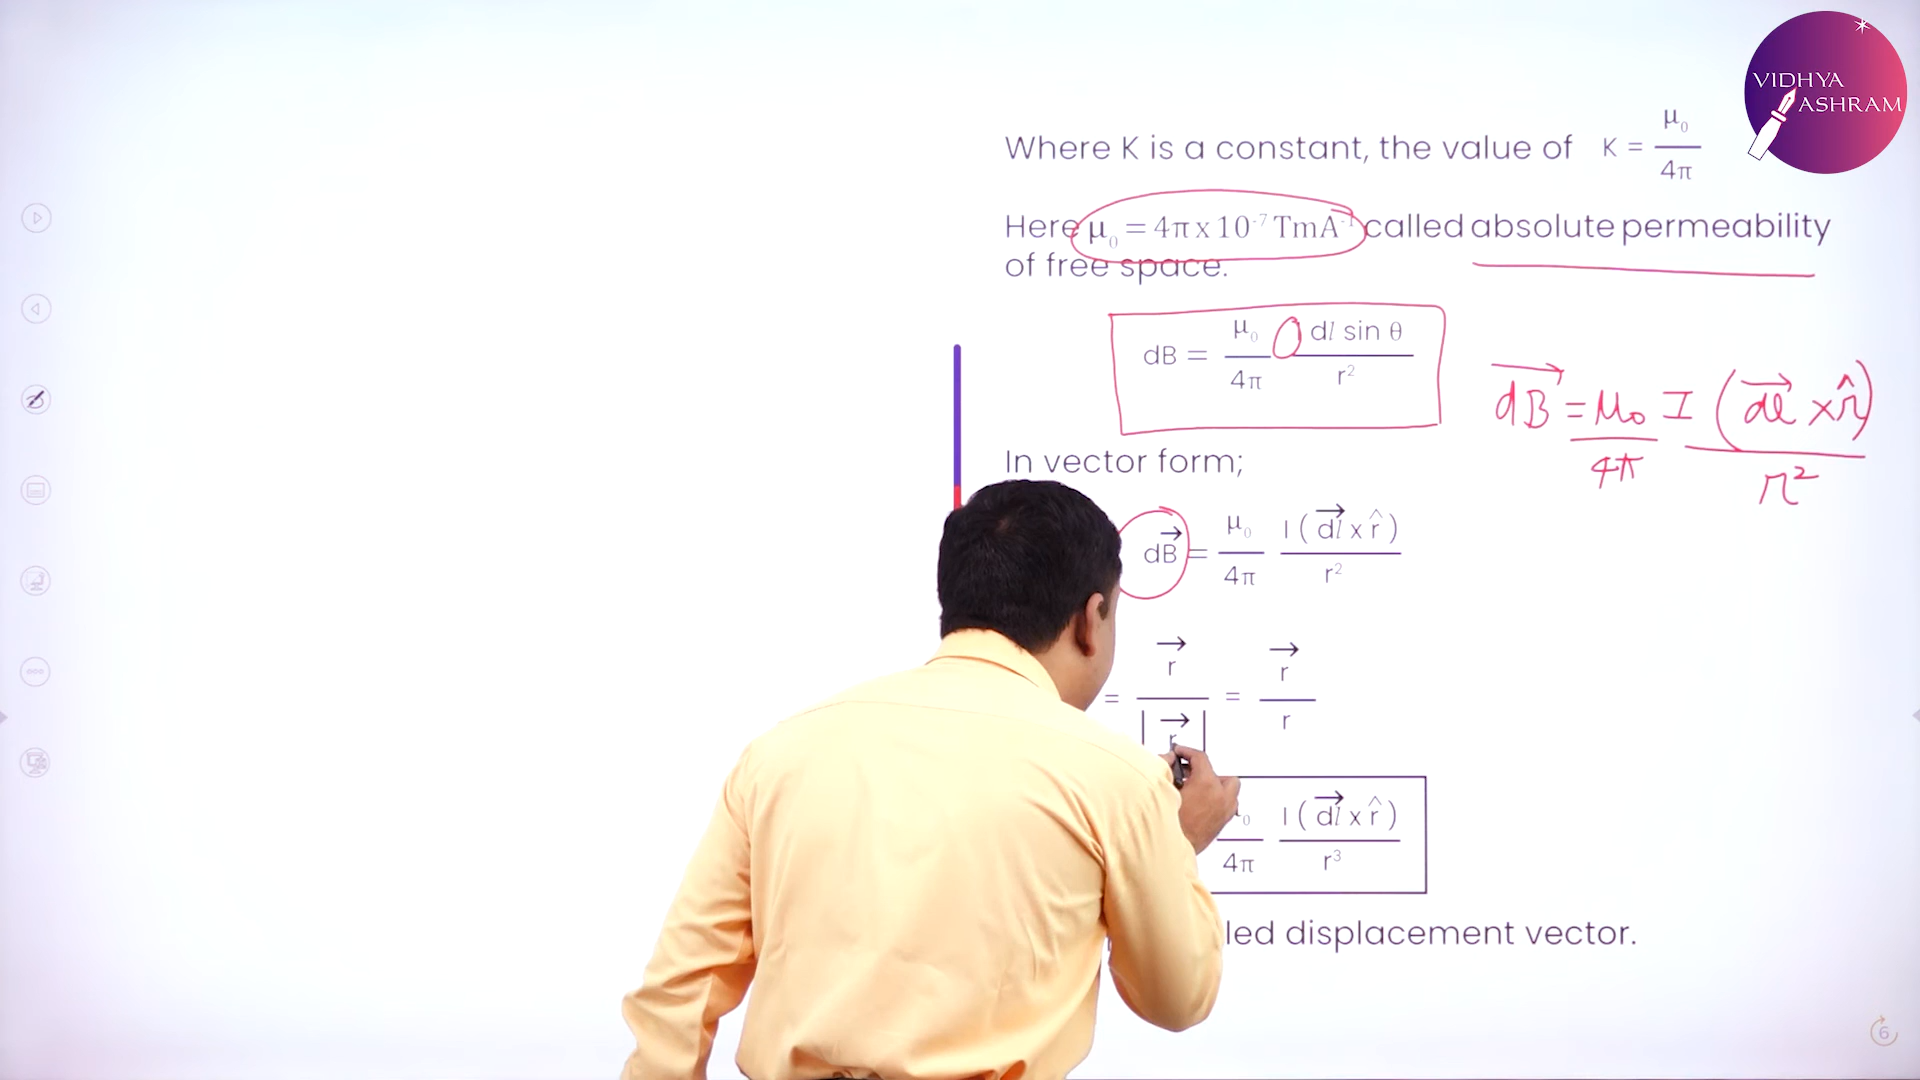 VIDHYA
ASHRAM
Where K is a constant, the value of K = μ₀/4π
Here μ₀ = 4π x 10⁻⁷ TmA⁻¹ called absolute permeability
of free space.
dB = μ₀/4π dl sin θ/r²
dB⃗ = μ₀/4π I (dl⃗ × r̂)/r²
In vector form;
dB⃗ = μ₀/4π I ( dl⃗ x r̂ )/r²
= r⃗/|r⃗| = r⃗/r
μ₀/4π I ( dl⃗ x r̂ )/r³
displacement vector.
6